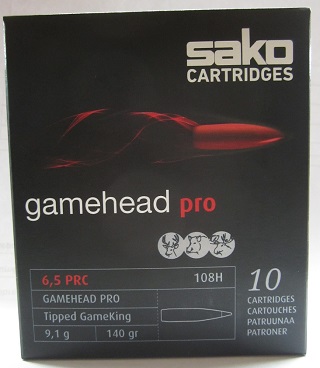 sako
CARTRIDGES
gamehead pro
6,5 PRC 108H
GAMEHEAD PRO
Tipped GameKing
9,1 g 140 gr
10
CARTRIDGES
CARTOUCHES
PATRUUNAA
PATRONER